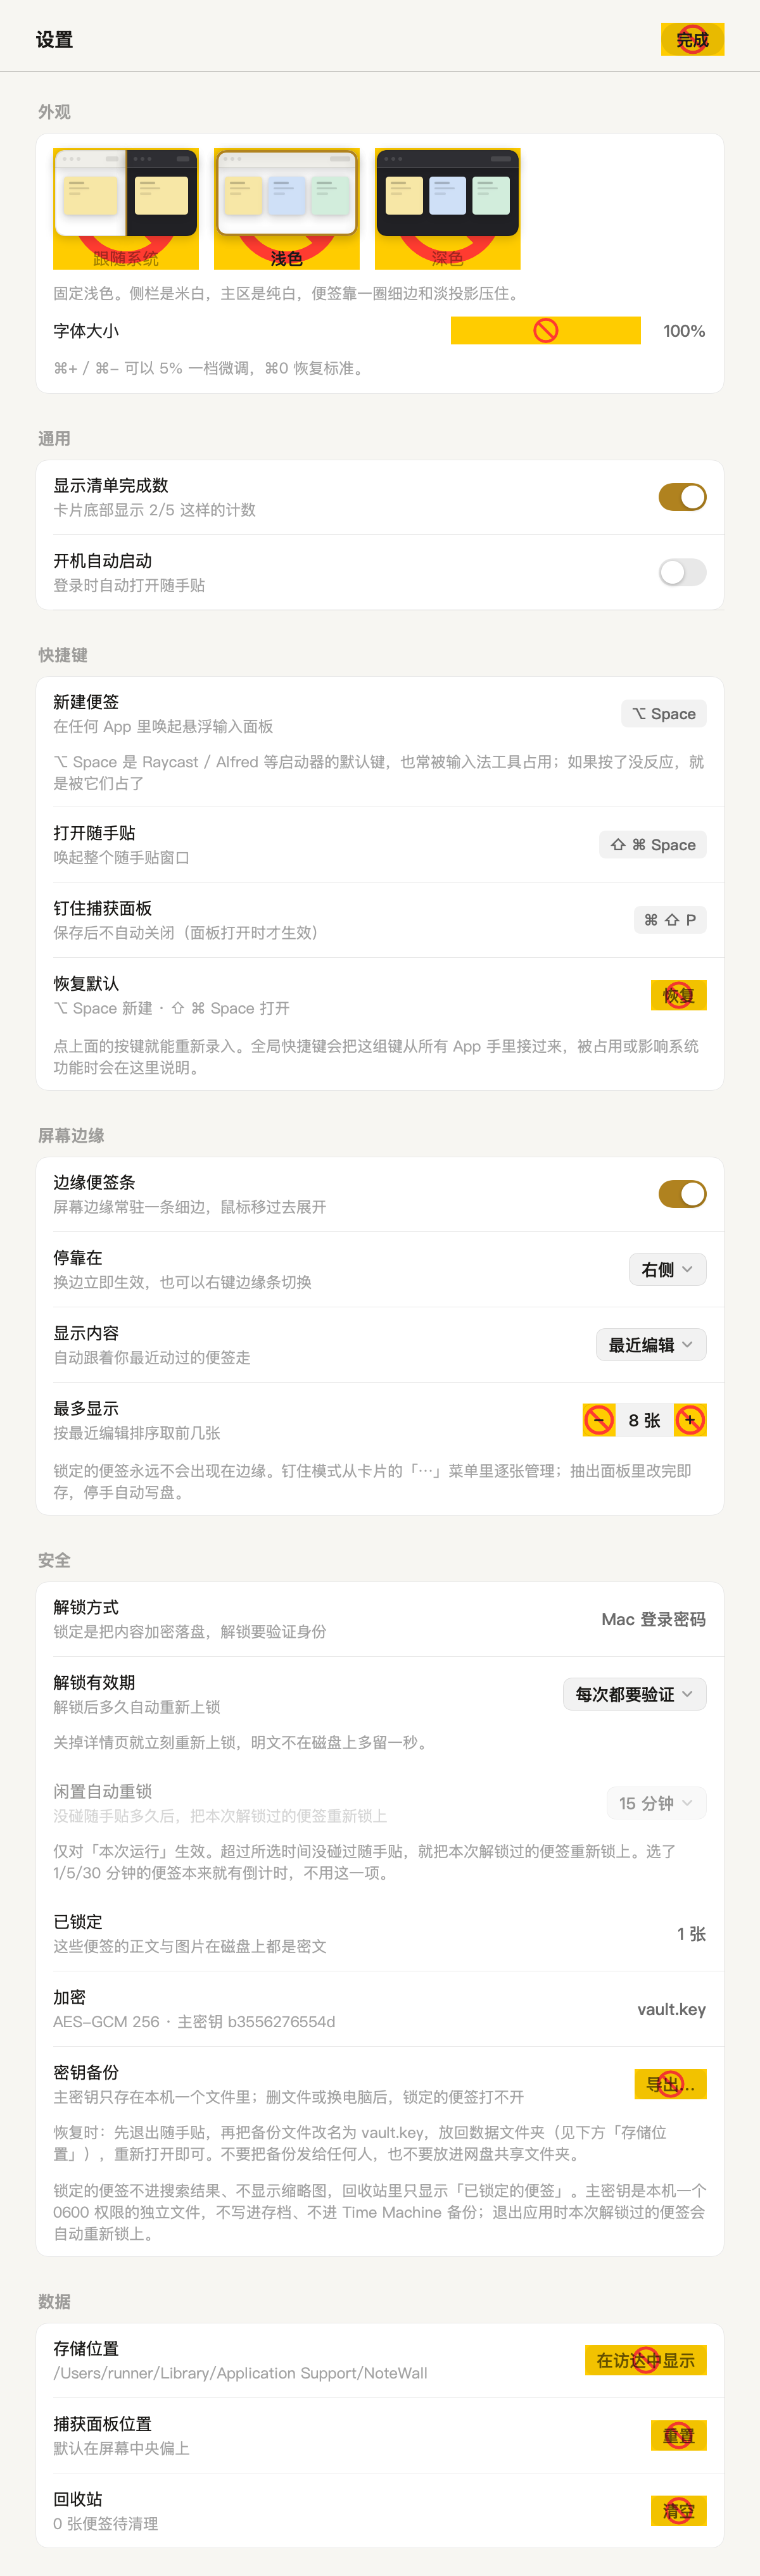 设置
完成
外观
跟随系统
浅色
深色
固定浅色。侧栏是米白，主区是纯白，便签靠一圈细边和淡投影压住。
字体大小
100%
⌘+ / ⌘− 可以 5% 一档微调，⌘0 恢复标准。
通用
显示清单完成数
卡片底部显示 2/5 这样的计数
开机自动启动
登录时自动打开随手贴
快捷键
新建便签
在任何 App 里唤起悬浮输入面板
⌥ Space
⌥ Space 是 Raycast / Alfred 等启动器的默认键，也常被输入法工具占用；如果按了没反应，就
是被它们占了
打开随手贴
唤起整个随手贴窗口
⇧ ⌘ Space
钉住捕获面板
保存后不自动关闭（面板打开时才生效）
⌘ ⇧ P
恢复默认
⌥ Space 新建 · ⇧ ⌘ Space 打开
恢复
点上面的按键就能重新录入。全局快捷键会把这组键从所有 App 手里接过来，被占用或影响系统
功能时会在这里说明。
屏幕边缘
边缘便签条
屏幕边缘常驻一条细边，鼠标移过去展开
停靠在
换边立即生效，也可以右键边缘条切换
右侧
显示内容
自动跟着你最近动过的便签走
最近编辑
最多显示
按最近编辑排序取前几张
− 8 张 +
锁定的便签永远不会出现在边缘。钉住模式从卡片的「⋯」菜单里逐张管理；抽出面板里改完即
存，停手自动写盘。
安全
解锁方式
锁定是把内容加密落盘，解锁要验证身份
Mac 登录密码
解锁有效期
解锁后多久自动重新上锁
每次都要验证
关掉详情页就立刻重新上锁，明文不在磁盘上多留一秒。
闲置自动重锁
没碰随手贴多久后，把本次解锁过的便签重新锁上
15 分钟
仅对「本次运行」生效。超过所选时间没碰过随手贴，就把本次解锁过的便签重新锁上。选了
1/5/30 分钟的便签本来就有倒计时，不用这一项。
已锁定
这些便签的正文与图片在磁盘上都是密文
1 张
加密
AES-GCM 256 · 主密钥 b3556276554d
vault.key
密钥备份
主密钥只存在本机一个文件里；删文件或换电脑后，锁定的便签打不开
导出…
恢复时：先退出随手贴，再把备份文件改名为 vault.key，放回数据文件夹（见下方「存储位
置」），重新打开即可。不要把备份发给任何人，也不要放进网盘共享文件夹。
锁定的便签不进搜索结果、不显示缩略图，回收站里只显示「已锁定的便签」。主密钥是本机一个
0600 权限的独立文件，不写进存档、不进 Time Machine 备份；退出应用时本次解锁过的便签会
自动重新锁上。
数据
存储位置
/Users/runner/Library/Application Support/NoteWall
在访达中显示
捕获面板位置
默认在屏幕中央偏上
重置
回收站
0 张便签待清理
清空